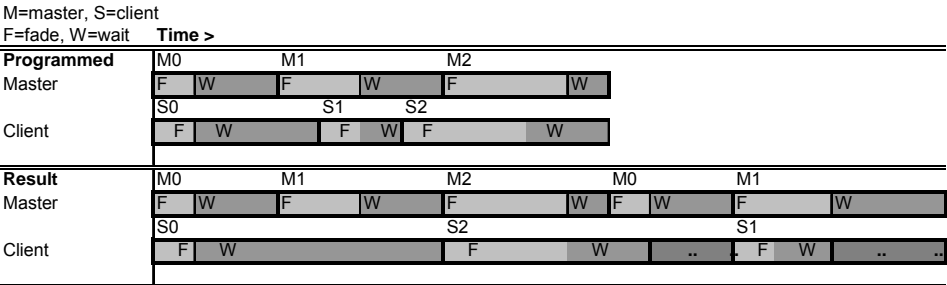 M=master, S=client
F=fade, W=wait Time >
Programmed M0 M1 M2
Master F W F W F W
S0 S1 S2
Client F W F W F W
Result M0 M1 M2 M0 M1
Master F W F W F W F W F W
S0 S2 S1
Client F W F W .. .. F W .. ..